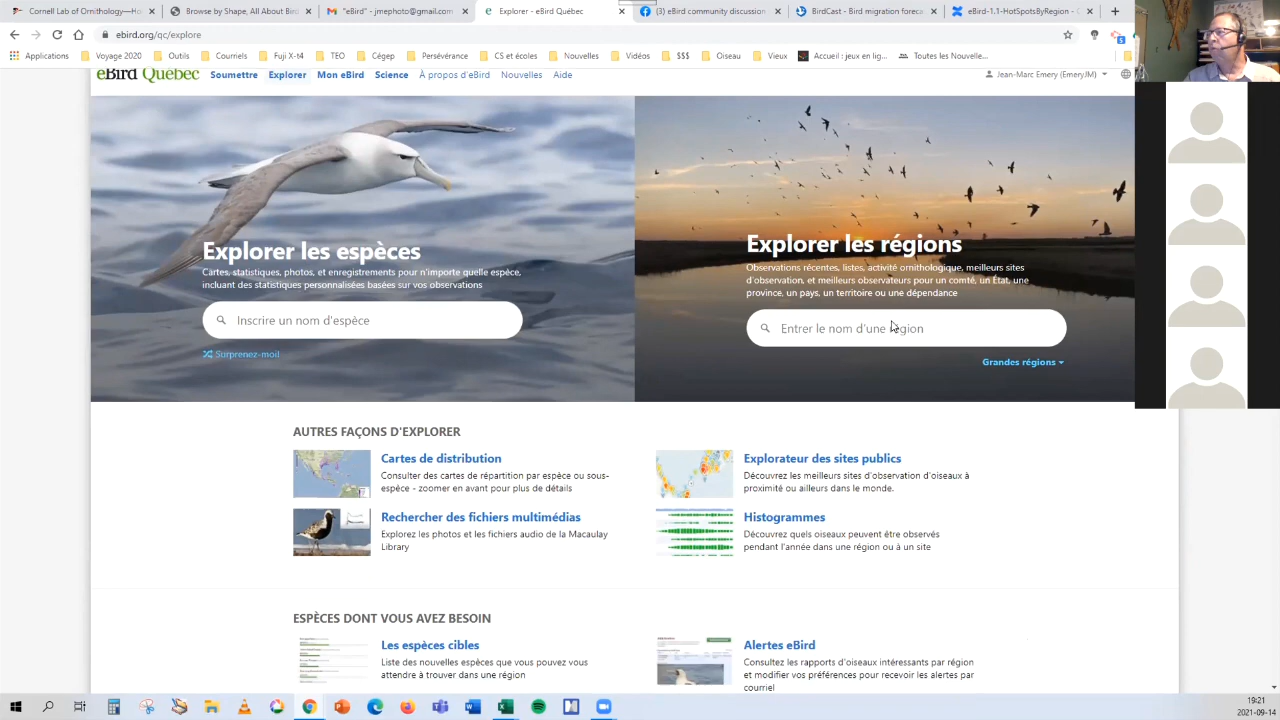 Cornell Lab of Ornithology—Ho
Browse by Shape, All About Birds
"eBird" - jmephoto@gmail.com
Explorer - eBird Québec
(3) eBird community discussion
BirdCast - Bird migration forecast
eBird-1,1-HotSpotsByRegion - C
ebird.org/qc/explore
5
Applications
Voyage 2020
Outils
Courriels
Fuji X-t4
TEO
Cégep
Persévérance
TIC et écoles
Nouvelles
Vidéos
$$$
Oiseau
Vieux
: jeux en lig...
Toutes les Nouvelle...
eBird Québec
Soumettre
Explorer
Mon eBird
Science
À propos d'eBird
Nouvelles
Aide
Jean-Marc Emery (EmeryJM)
Explorer les espèces
Cartes, statistiques, photos, et enregistrements pour n'importe quelle espèce,
incluant des statistiques personnalisées basées sur vos observations
Inscrire un nom d'espèce
Surprenez-moi!
Explorer les régions
Observations récentes, listes, activité ornithologique, meilleurs sites
d'observation, et meilleurs observateurs pour un comté, un État, une
province, un pays, un territoire ou une dépendance
Entrer le nom d'une région
Grandes régions
AUTRES FAÇONS D'EXPLORER
Cartes de distribution
Consulter des cartes de répartition par espèce ou sous-
espèce - zoomer en avant pour plus de détails
Explorateur des sites publics
Découvrez les meilleurs sites d'observation d'oiseaux à
proximité ou ailleurs dans le monde.
Rechercher des fichiers multimédias
Explorez les photos et les fichiers audio de la Macaulay
Library
Histogrammes
Découvrez quels oiseaux peuvent être observés
pendant l'année dans une région ou à un site
ESPÈCES DONT VOUS AVEZ BESOIN
Les espèces cibles
Liste des nouvelles espèces que vous pouvez vous
attendre à trouver dans une région
Alertes eBird
Consultez les rapports d'oiseaux intéressants par région
et modifier vos préférences pour recevoir les alertes par
courriel
19:21
2021-09-14